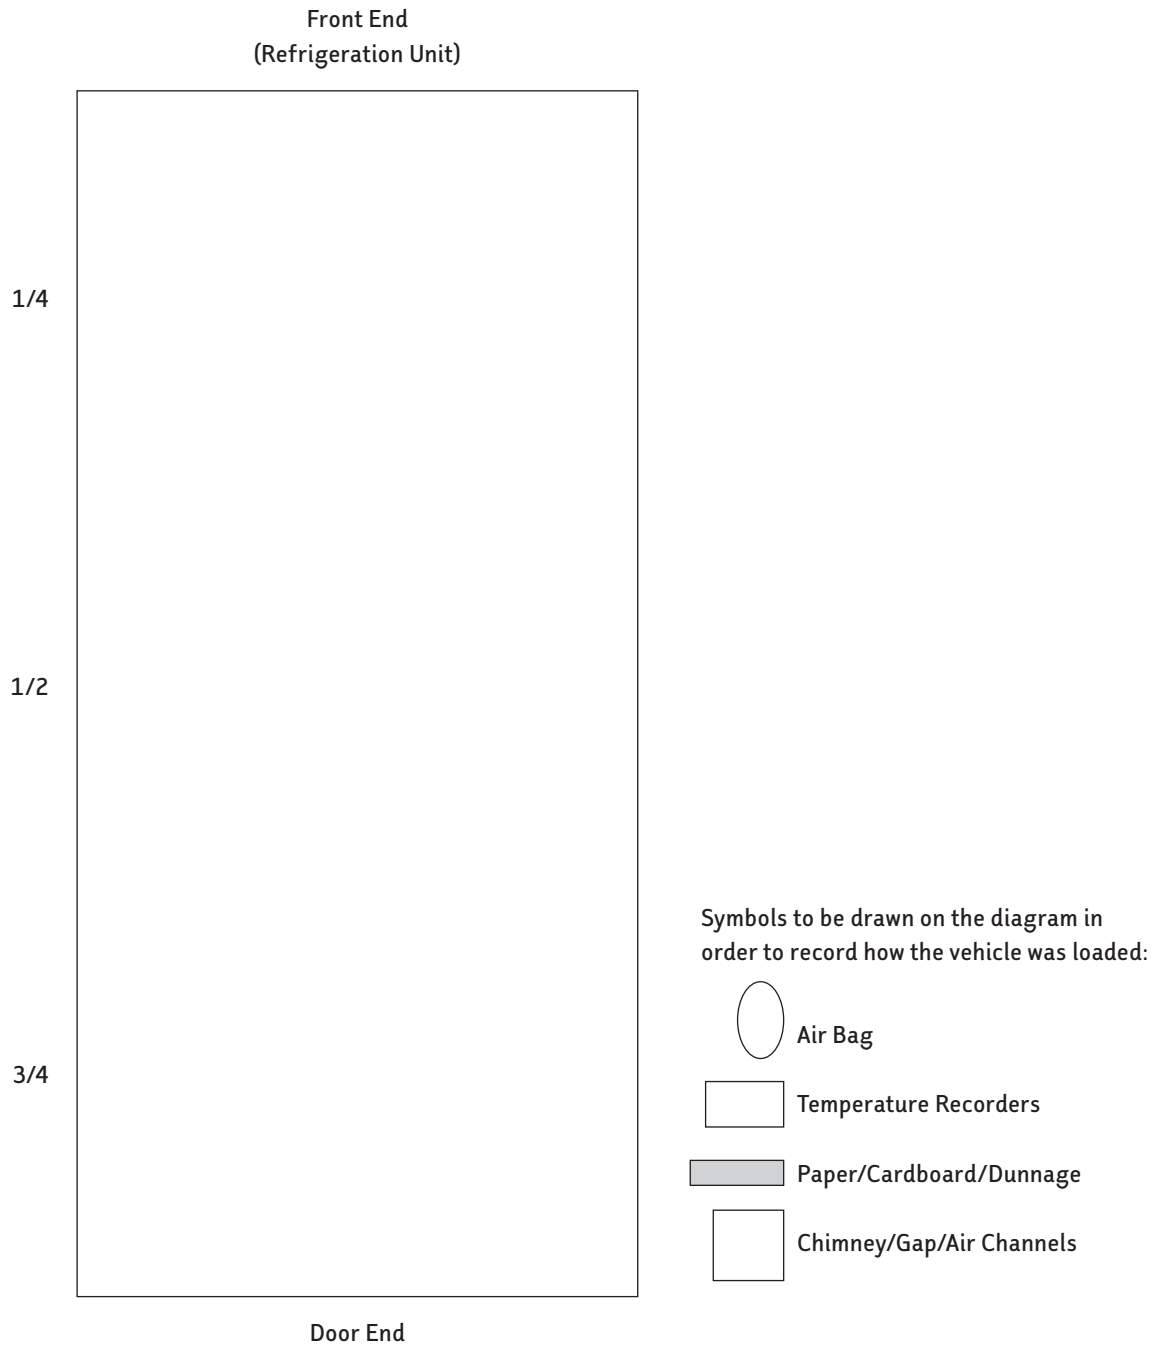 Front End
(Refrigeration Unit)
1/4
1/2
3/4
Symbols to be drawn on the diagram in
order to record how the vehicle was loaded:
Air Bag
Temperature Recorders
Paper/Cardboard/Dunnage
Chimney/Gap/Air Channels
Door End